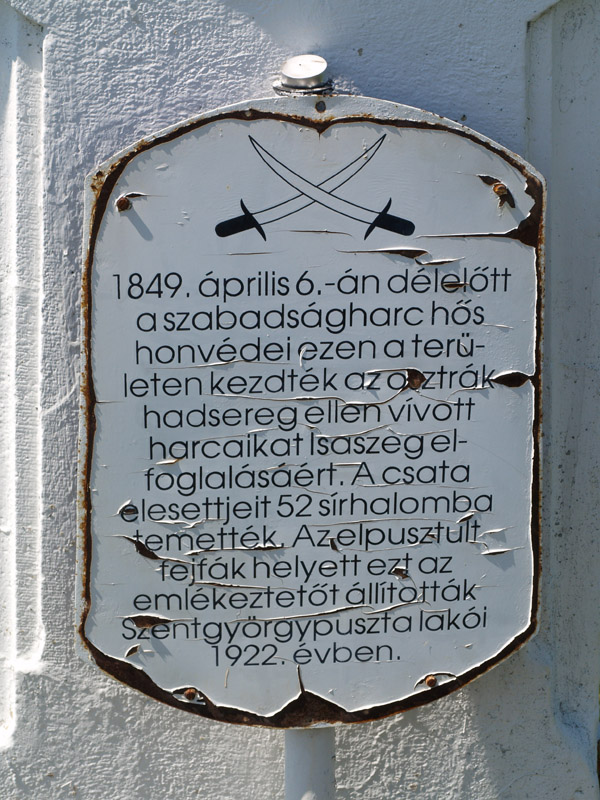 1849. április 6.-án délelőtt
a szabadságharc hős
honvédei ezen a terü-
leten kezdték az osztrák
hadsereg ellen vívott
harcaikat Isaszeg el-
foglalásáért. A csata
elesettjeit 52 sírhalomba
temették. Az elpusztult
fejfák helyett ezt az
emlékeztetőt állították
Szentgyörgypuszta lakói
1922. évben.